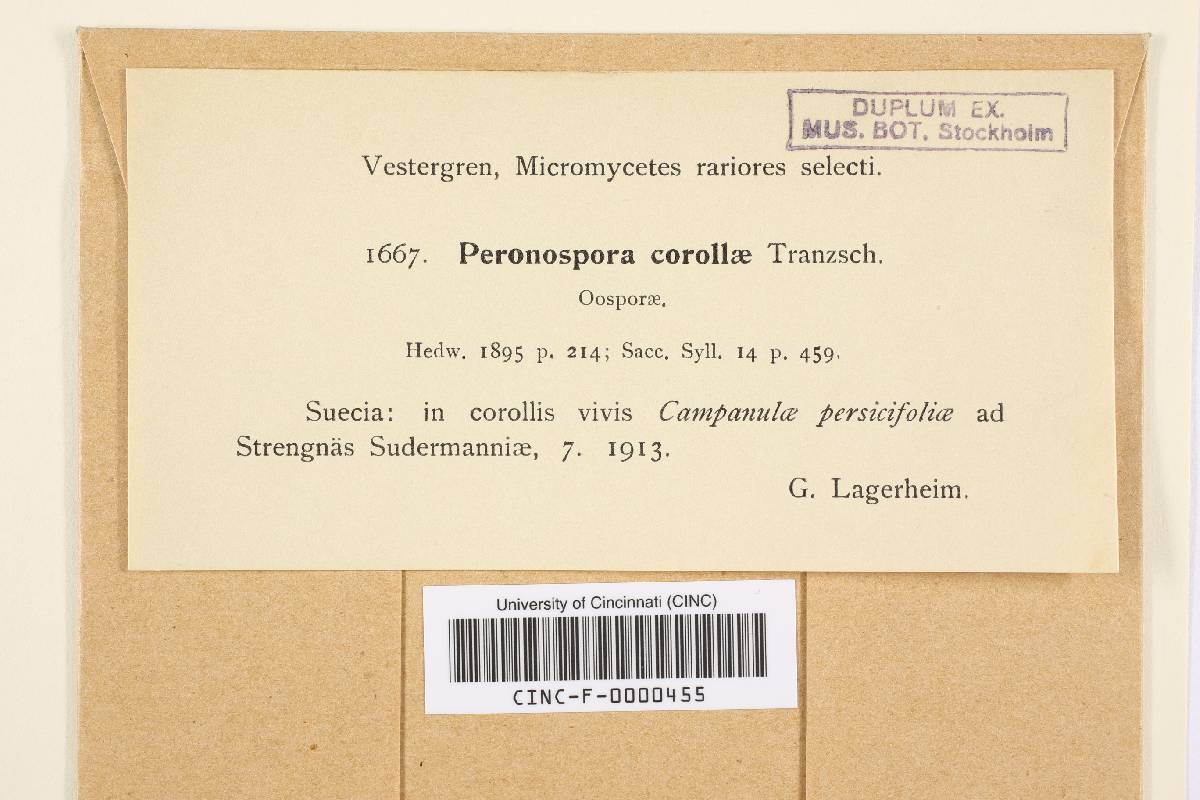 DUPLUM EX.
MUS. BOT. Stockholm
Vestergren, Micromycetes rariores selecti.
1667. Peronospora corollæ Tranzsch.
Oosporæ.
Hedw. 1895 p. 214; Sacc. Syll. 14 p. 459.
Suecia: in corollis vivis Campanulæ persicifoliæ ad
Strengnäs Sudermanniæ, 7. 1913.
G. Lagerheim.
University of Cincinnati (CINC)
CINC-F-0000455